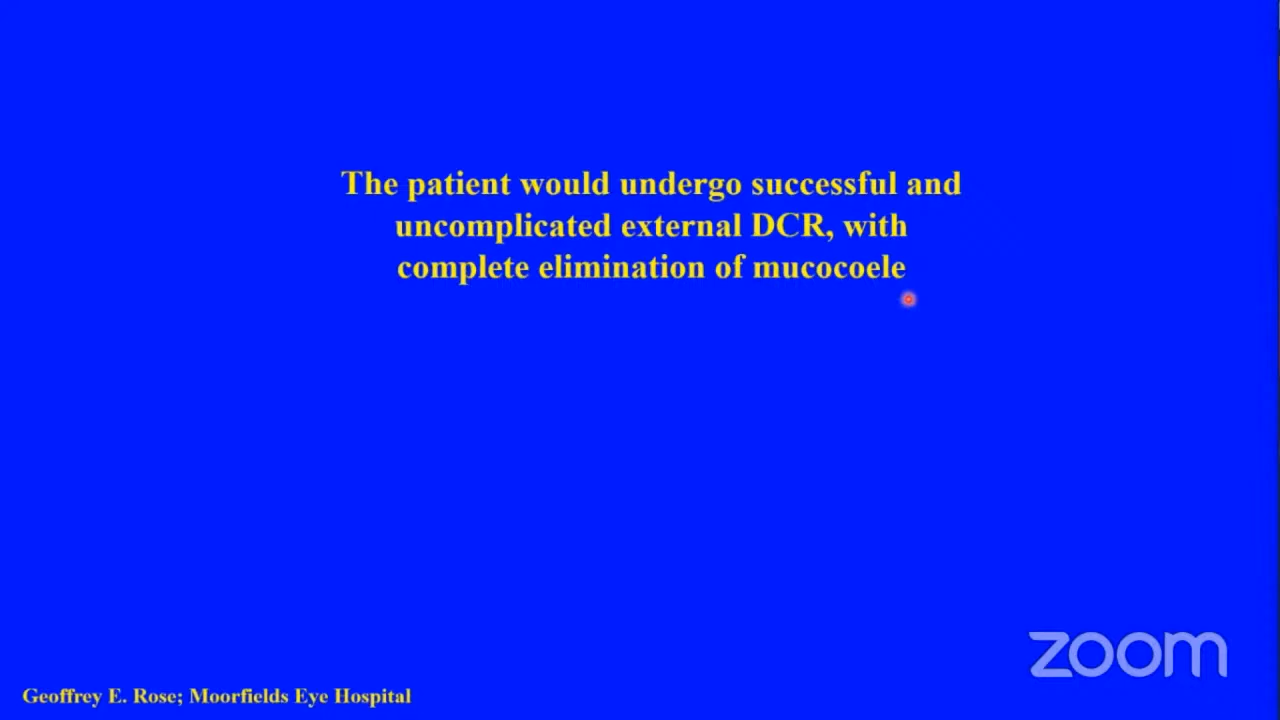 The patient would undergo successful and
uncomplicated external DCR, with
complete elimination of mucocoele
zoom
Geoffrey E. Rose; Moorfields Eye Hospital